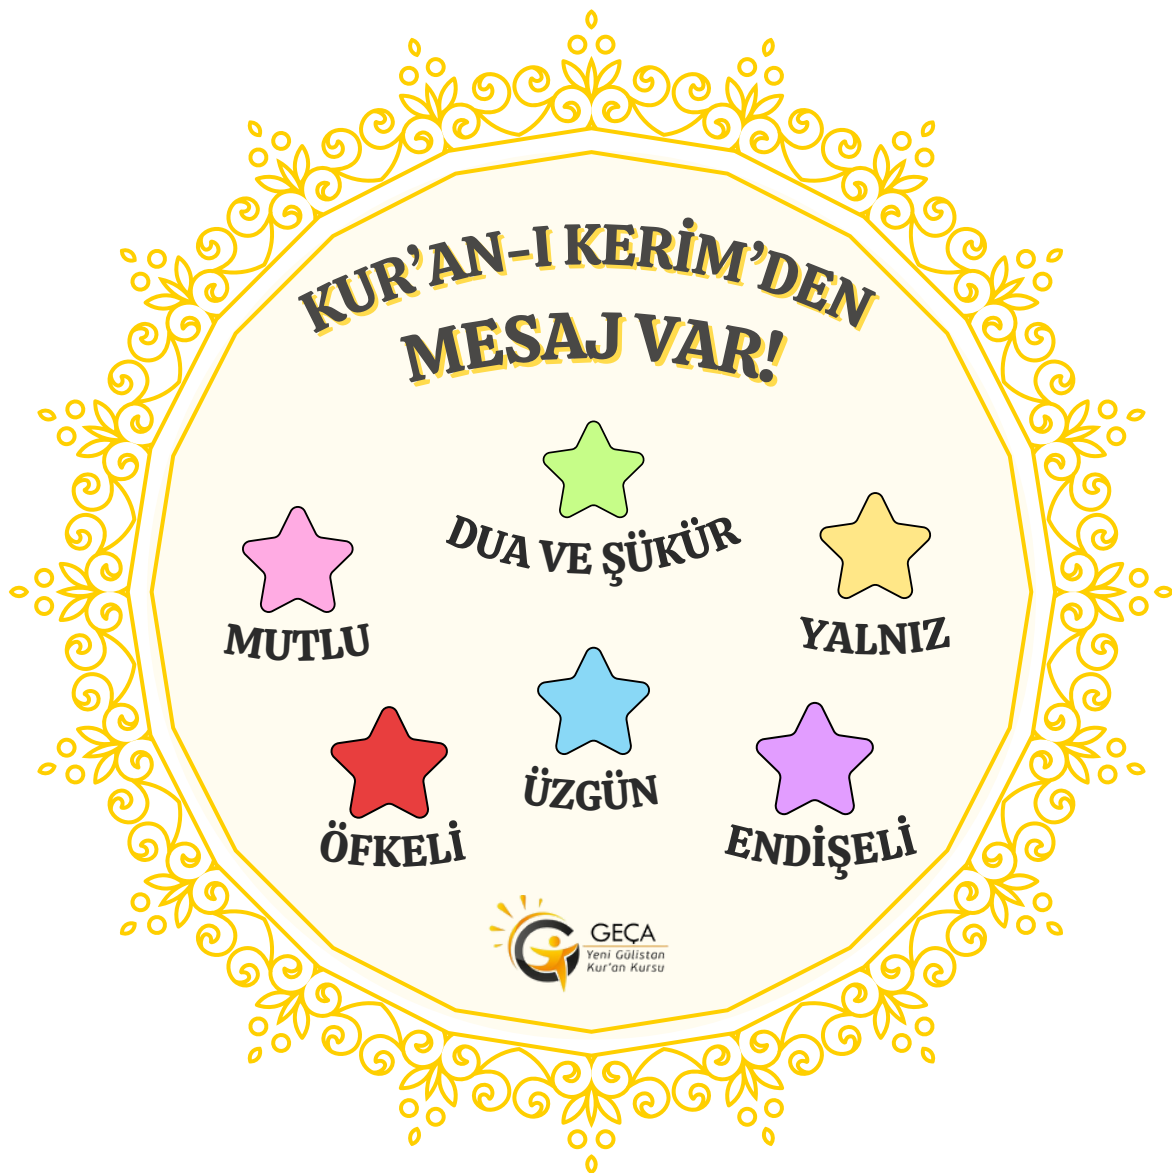 KUR'AN-I KERİM'DEN
MESAJ VAR!
DUA VE ŞÜKÜR
MUTLU
YALNIZ
ÜZGÜN
ÖFKELİ
ENDİŞELİ
GEÇA
Yeni Gülistan
Kur'an Kursu